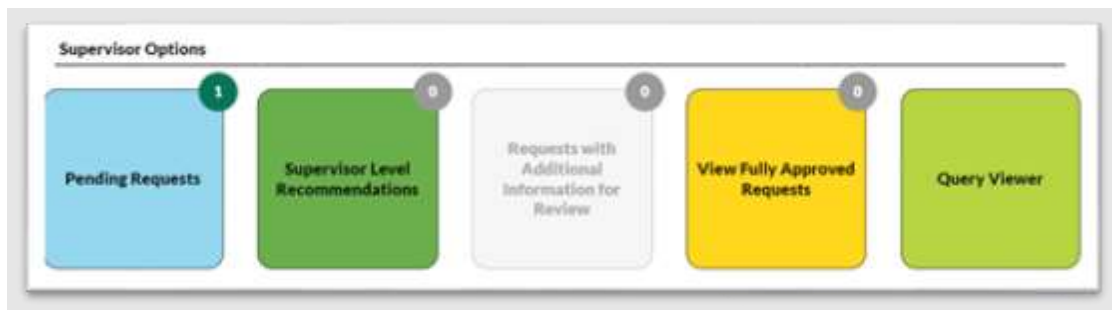 Supervisor Options
1
0
0
0
Pending Requests
Supervisor Level
Recommendations
Requests with
Additional
Information for
Review
View Fully Approved
Requests
Query Viewer